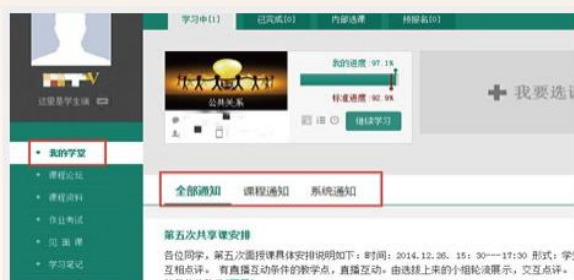 学习中[1] 已完成[0] 内部选课 待报名[0]
我的进度:97.1%
标准进度:92.9%
公共关系
继续学习
我要选课
这里是学生端
我的学堂
课程论坛
课程资料
作业考试
见面课
学习笔记
全部通知 课程通知 系统通知
第五次共享课安排
各位同学，第五次面授课具体安排说明如下：时间：2014.12.26. 15：30---17:30 形式：学
互相点评。 有直播互动条件的教学点，直播互动。由选拔上来的小组轮流展示，交互点评。